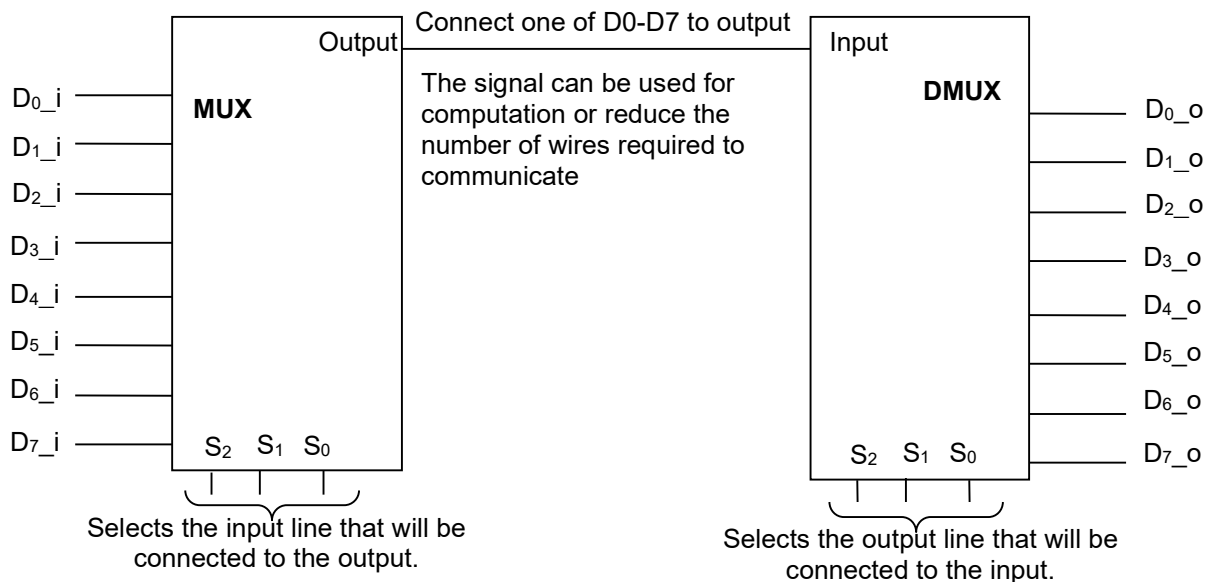 Connect one of D0-D7 to output
Output
Input
The signal can be used for
computation or reduce the
number of wires required to
communicate
MUX
DMUX
D₀_i
D₁_i
D₂_i
D₃_i
D₄_i
D₅_i
D₆_i
D₇_i
D₀_o
D₁_o
D₂_o
D₃_o
D₄_o
D₅_o
D₆_o
D₇_o
S₂ S₁ S₀
S₂ S₁ S₀
Selects the input line that will be
connected to the output.
Selects the output line that will be
connected to the input.